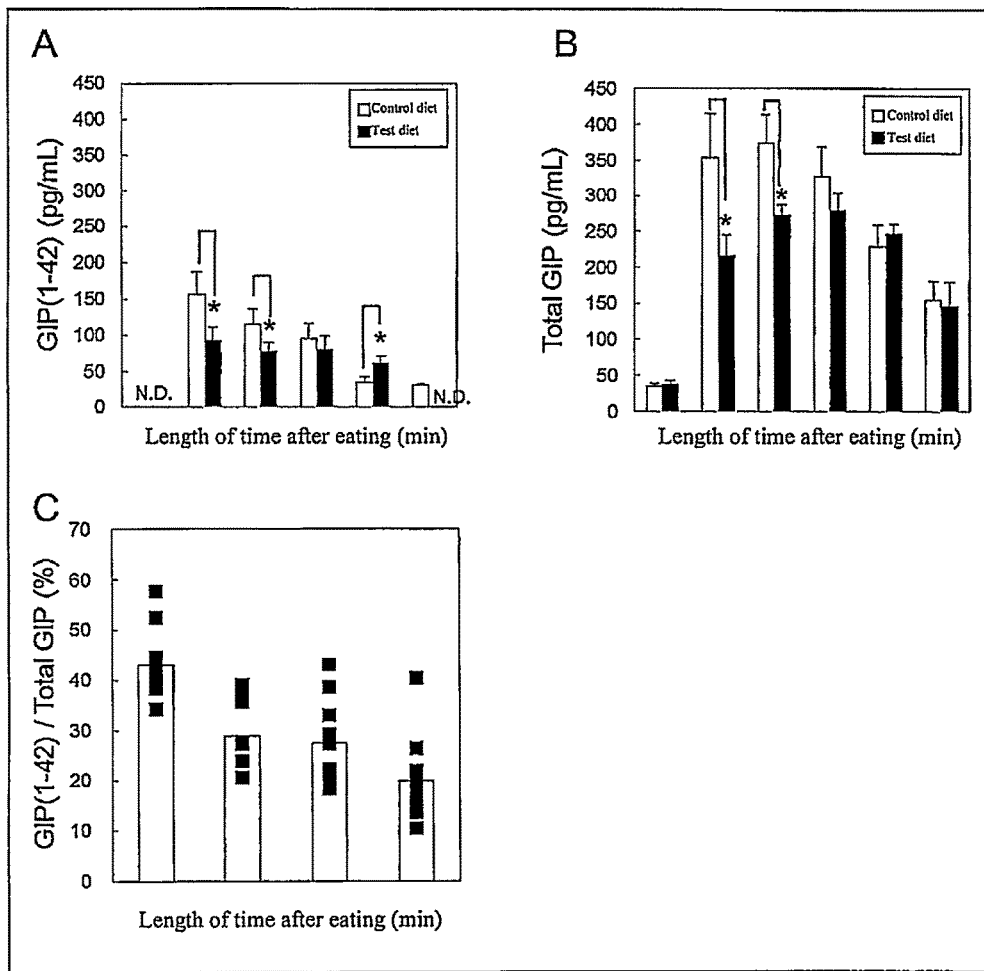 A
GIP(1-42) (pg/mL)
450
400
350
300
250
200
150
100
50
0
Control diet
Test diet
*
*
*
N.D.
N.D.
Length of time after eating (min)
B
Total GIP (pg/mL)
450
400
350
300
250
200
150
100
50
0
Control diet
Test diet
*
*
Length of time after eating (min)
C
GIP(1-42) / Total GIP (%)
70
60
50
40
30
20
10
0
Length of time after eating (min)